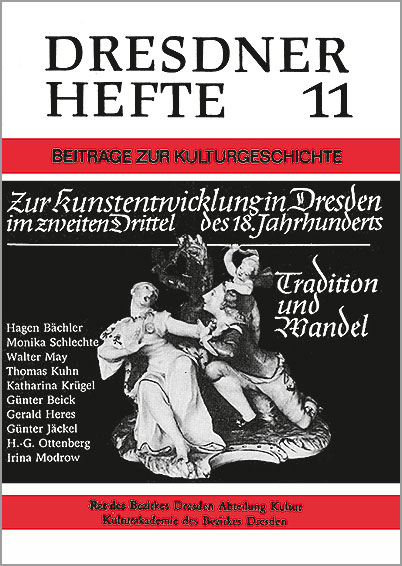 DRESDNER
HEFTE 11
BEITRÄGE ZUR KULTURGESCHICHTE
Zur Kunstentwicklung in Dresden
im zweiten Drittel des 18. Jahrhunderts
Tradition
und
Wandel
Hagen Bächler
Monika Schlechte
Walter May
Thomas Kuhn
Katharina Krügel
Günter Beick
Gerald Heres
Günter Jäckel
H.-G. Ottenberg
Irina Modrow
Rat des Bezirkes Dresden Abteilung Kultur
Kulturakademie des Bezirkes Dresden